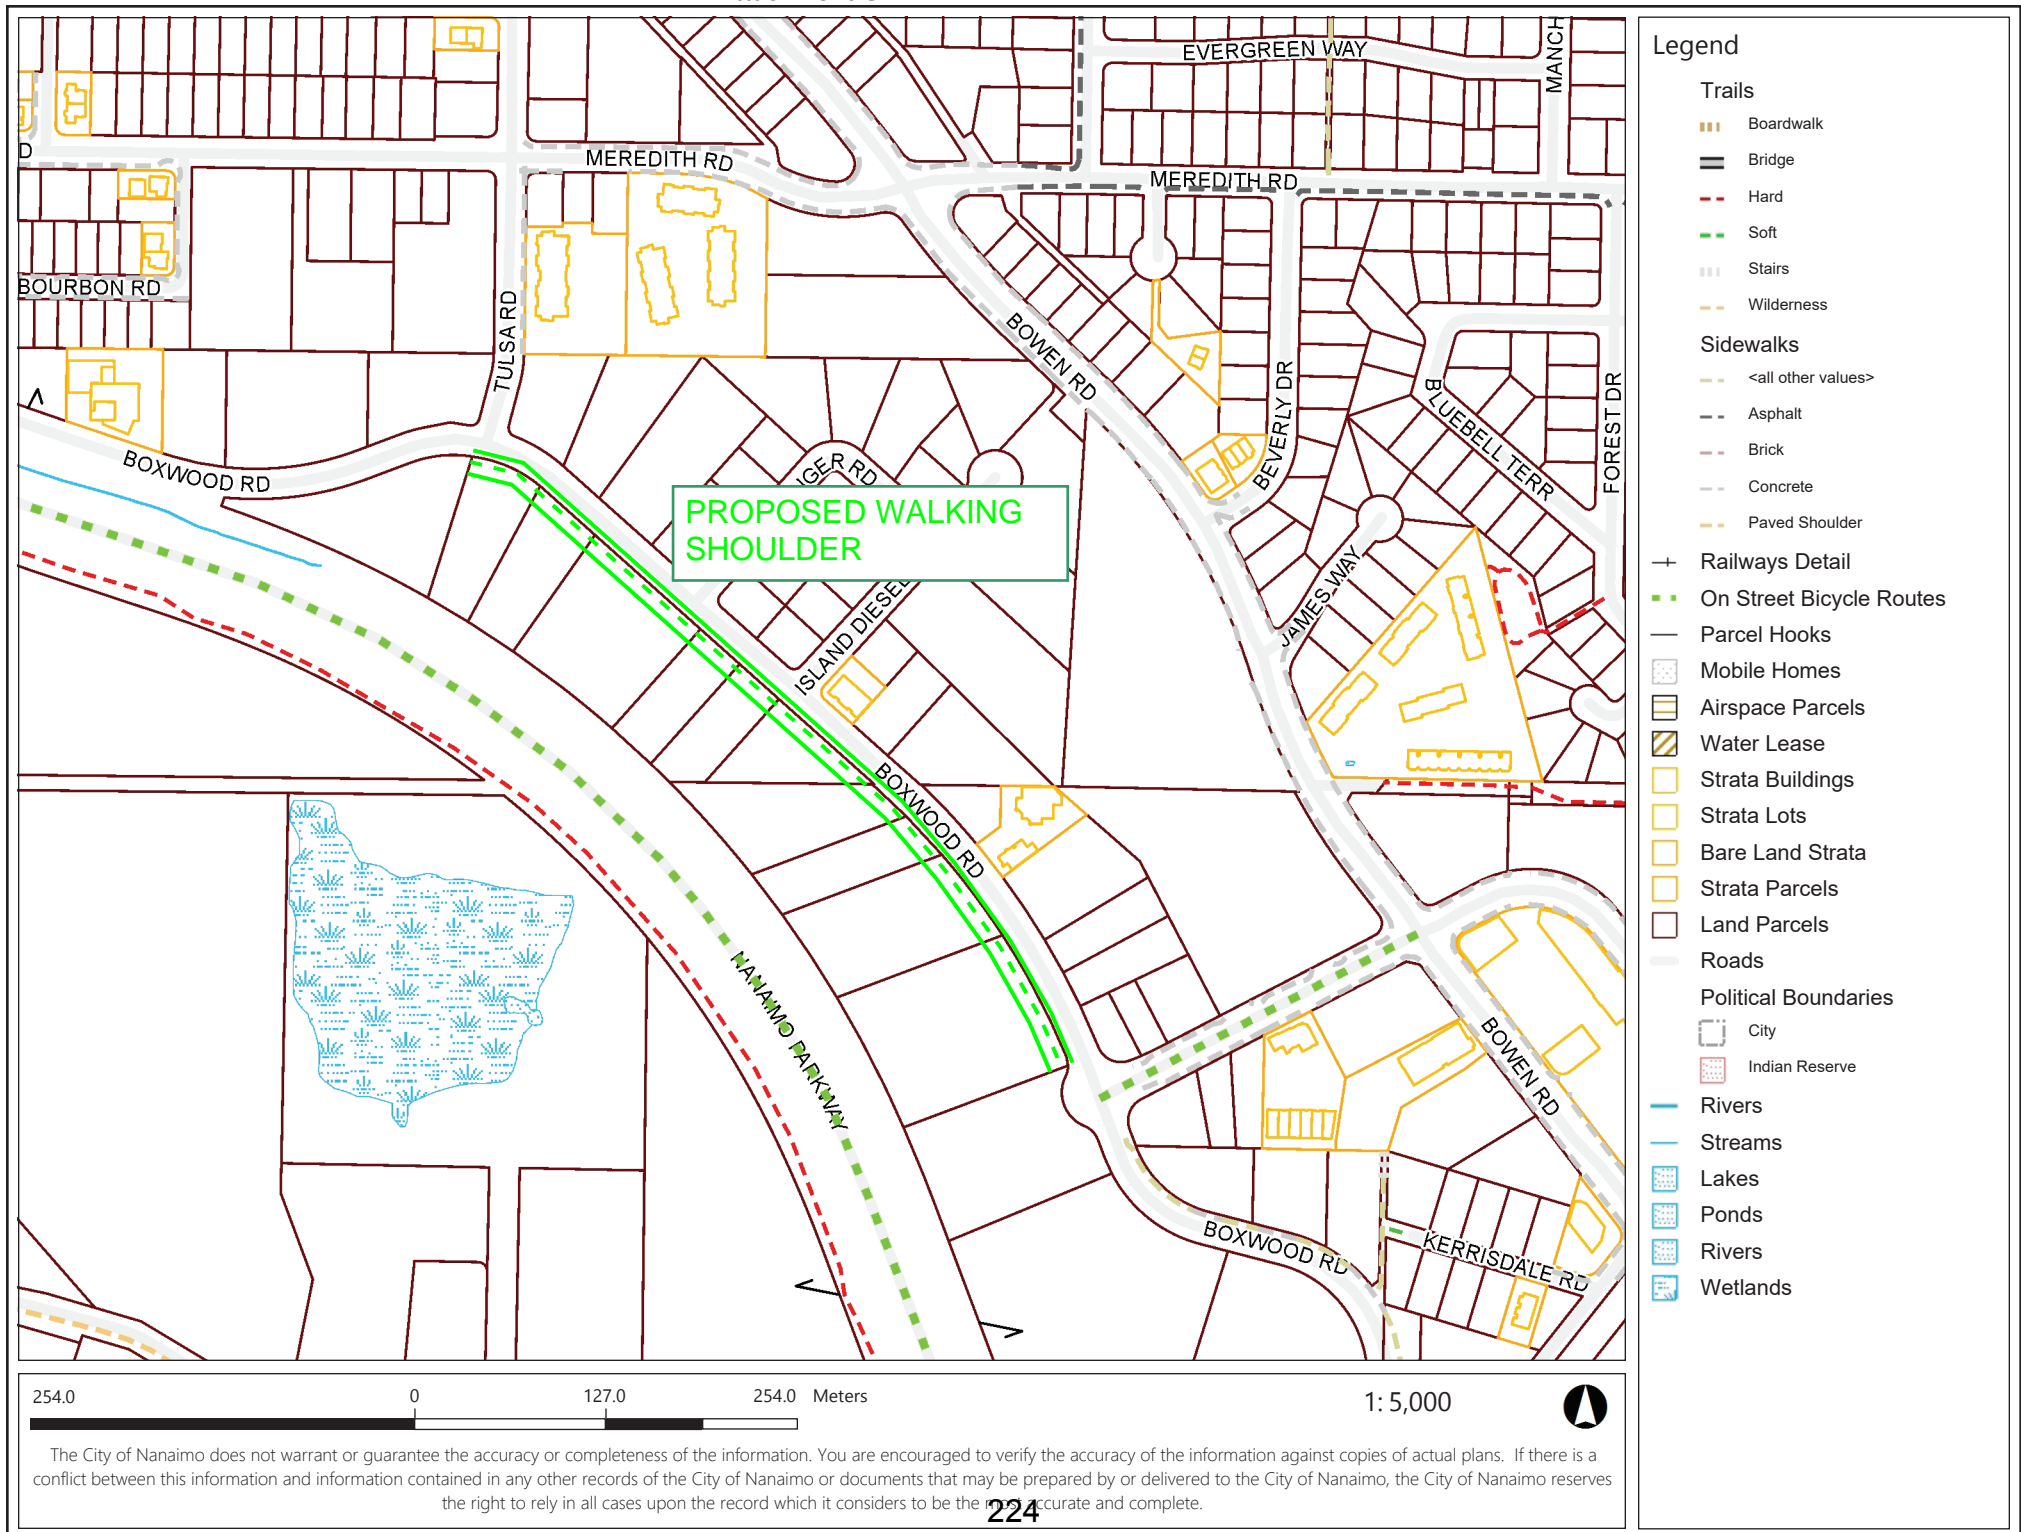 EVERGREEN WAY
MANCH
D
MEREDITH RD
MEREDITH RD
BOURBON RD
TULSA RD
BOWEN RD
BEVERLY DR
BLUEBELL TERR
FOREST DR
BOXWOOD RD
GER RD
PROPOSED WALKING
SHOULDER
ISLAND DIESEL
JAMES WAY
BOXWOOD RD
NANAIMO PARKWAY
BOWEN RD
BOXWOOD RD
KERRISDALE RD
Legend
Trails
Boardwalk
Bridge
Hard
Soft
Stairs
Wilderness
Sidewalks
<all other values>
Asphalt
Brick
Concrete
Paved Shoulder
Railways Detail
On Street Bicycle Routes
Parcel Hooks
Mobile Homes
Airspace Parcels
Water Lease
Strata Buildings
Strata Lots
Bare Land Strata
Strata Parcels
Land Parcels
Roads
Political Boundaries
City
Indian Reserve
Rivers
Streams
Lakes
Ponds
Rivers
Wetlands
254.0 0 127.0 254.0 Meters
1: 5,000
The City of Nanaimo does not warrant or guarantee the accuracy or completeness of the information. You are encouraged to verify the accuracy of the information against copies of actual plans. If there is a
conflict between this information and information contained in any other records of the City of Nanaimo or documents that may be prepared by or delivered to the City of Nanaimo, the City of Nanaimo reserves
the right to rely in all cases upon the record which it considers to be the most accurate and complete.
224